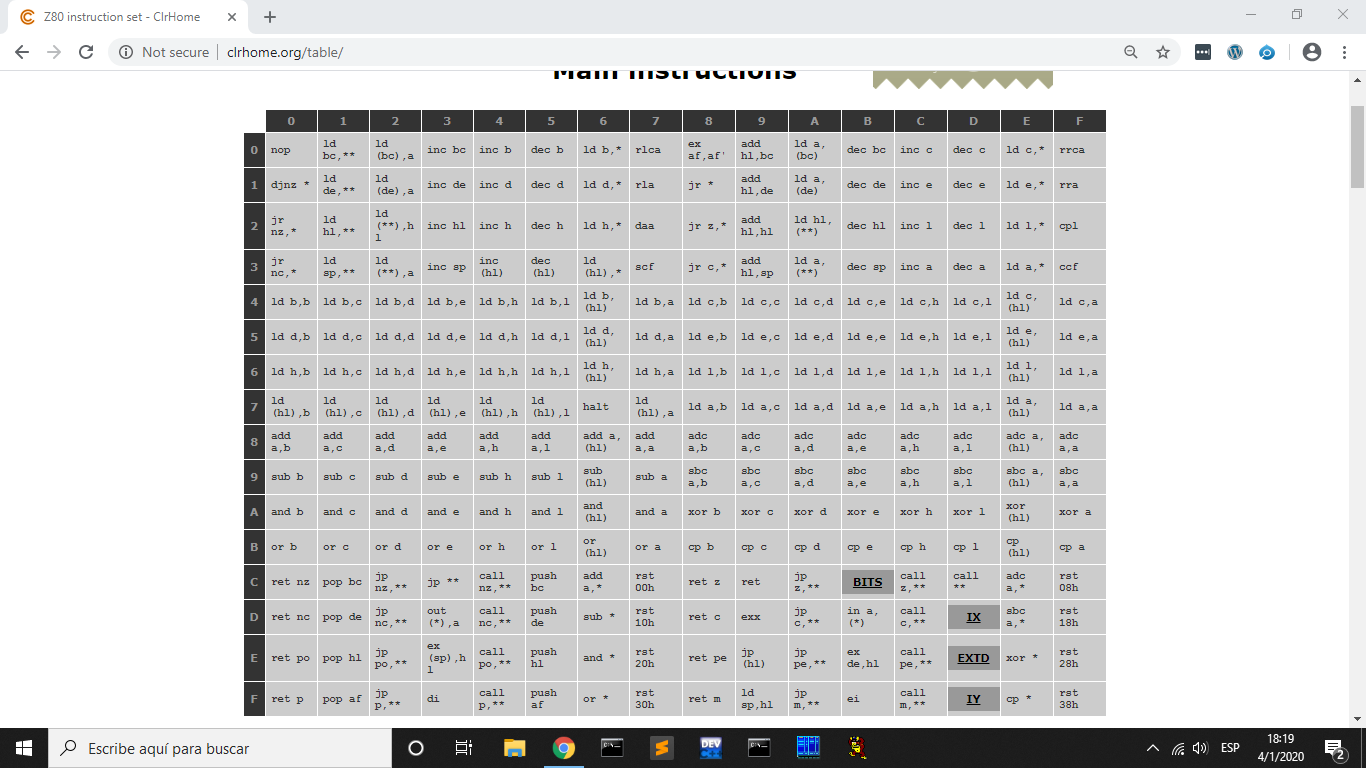 Z80 instruction set - ClrHome
Not secure clrhome.org/table/
Main Instructions
0 1 2 3 4 5 6 7 8 9 A B C D E F
0 nop ld bc,** ld (bc),a inc bc inc b dec b ld b,* rlca ex af,af' add hl,bc ld a,(bc) dec bc inc c dec c ld c,* rrca
1 djnz * ld de,** ld (de),a inc de inc d dec d ld d,* rla jr * add hl,de ld a,(de) dec de inc e dec e ld e,* rra
2 jr nz,* ld hl,** ld (**),hl inc hl inc h dec h ld h,* daa jr z,* add hl,hl ld hl,(**) dec hl inc l dec l ld l,* cpl
3 jr nc,* ld sp,** ld (**),a inc sp inc (hl) dec (hl) ld (hl),* scf jr c,* add hl,sp ld a,(**) dec sp inc a dec a ld a,* ccf
4 ld b,b ld b,c ld b,d ld b,e ld b,h ld b,l ld b,(hl) ld b,a ld c,b ld c,c ld c,d ld c,e ld c,h ld c,l ld c,(hl) ld c,a
5 ld d,b ld d,c ld d,d ld d,e ld d,h ld d,l ld d,(hl) ld d,a ld e,b ld e,c ld e,d ld e,e ld e,h ld e,l ld e,(hl) ld e,a
6 ld h,b ld h,c ld h,d ld h,e ld h,h ld h,l ld h,(hl) ld h,a ld l,b ld l,c ld l,d ld l,e ld l,h ld l,l ld l,(hl) ld l,a
7 ld (hl),b ld (hl),c ld (hl),d ld (hl),e ld (hl),h ld (hl),l halt ld (hl),a ld a,b ld a,c ld a,d ld a,e ld a,h ld a,l ld a,(hl) ld a,a
8 add a,b add a,c add a,d add a,e add a,h add a,l add a,(hl) add a,a adc a,b adc a,c adc a,d adc a,e adc a,h adc a,l adc a,(hl) adc a,a
9 sub b sub c sub d sub e sub h sub l sub (hl) sub a sbc a,b sbc a,c sbc a,d sbc a,e sbc a,h sbc a,l sbc a,(hl) sbc a,a
A and b and c and d and e and h and l and (hl) and a xor b xor c xor d xor e xor h xor l xor (hl) xor a
B or b or c or d or e or h or l or (hl) or a cp b cp c cp d cp e cp h cp l cp (hl) cp a
C ret nz pop bc jp nz,** jp ** call nz,** push bc add a,* rst 00h ret z ret jp z,** BITS call z,** call ** adc a,* rst 08h
D ret nc pop de jp nc,** out (*),a call nc,** push de sub * rst 10h ret c exx jp c,** in a,(*) call c,** IX sbc a,* rst 18h
E ret po pop hl jp po,** ex (sp),hl call po,** push hl and * rst 20h ret pe jp (hl) jp pe,** ex de,hl call pe,** EXTD xor * rst 28h
F ret p pop af jp p,** di call p,** push af or * rst 30h ret m ld sp,hl jp m,** ei call m,** IY cp * rst 38h
Escribe aquí para buscar
DEV
ESP
18:19
4/1/2020
2